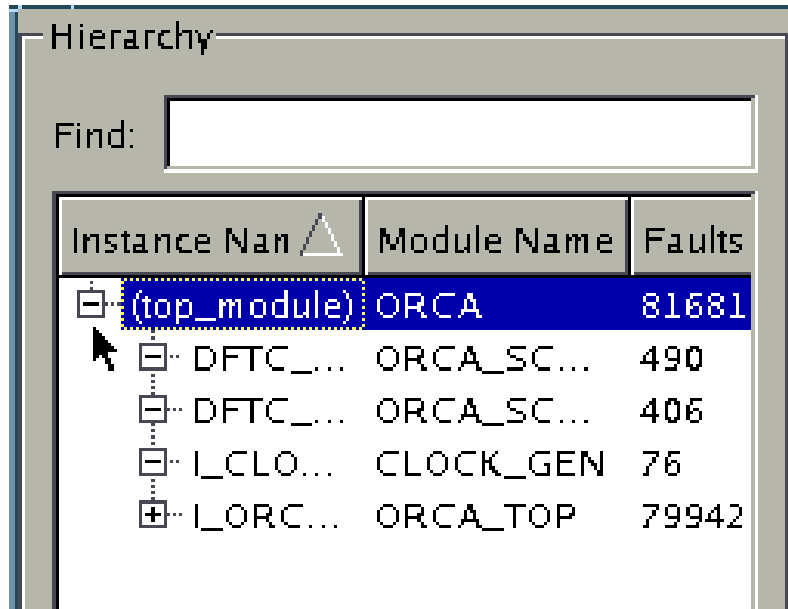 Hierarchy
Find:
Instance Nan Module Name Faults
(top_module) ORCA 81681
DFTC_... ORCA_SC... 490
DFTC_... ORCA_SC... 406
I_CLO... CLOCK_GEN 76
I_ORC... ORCA_TOP 79942